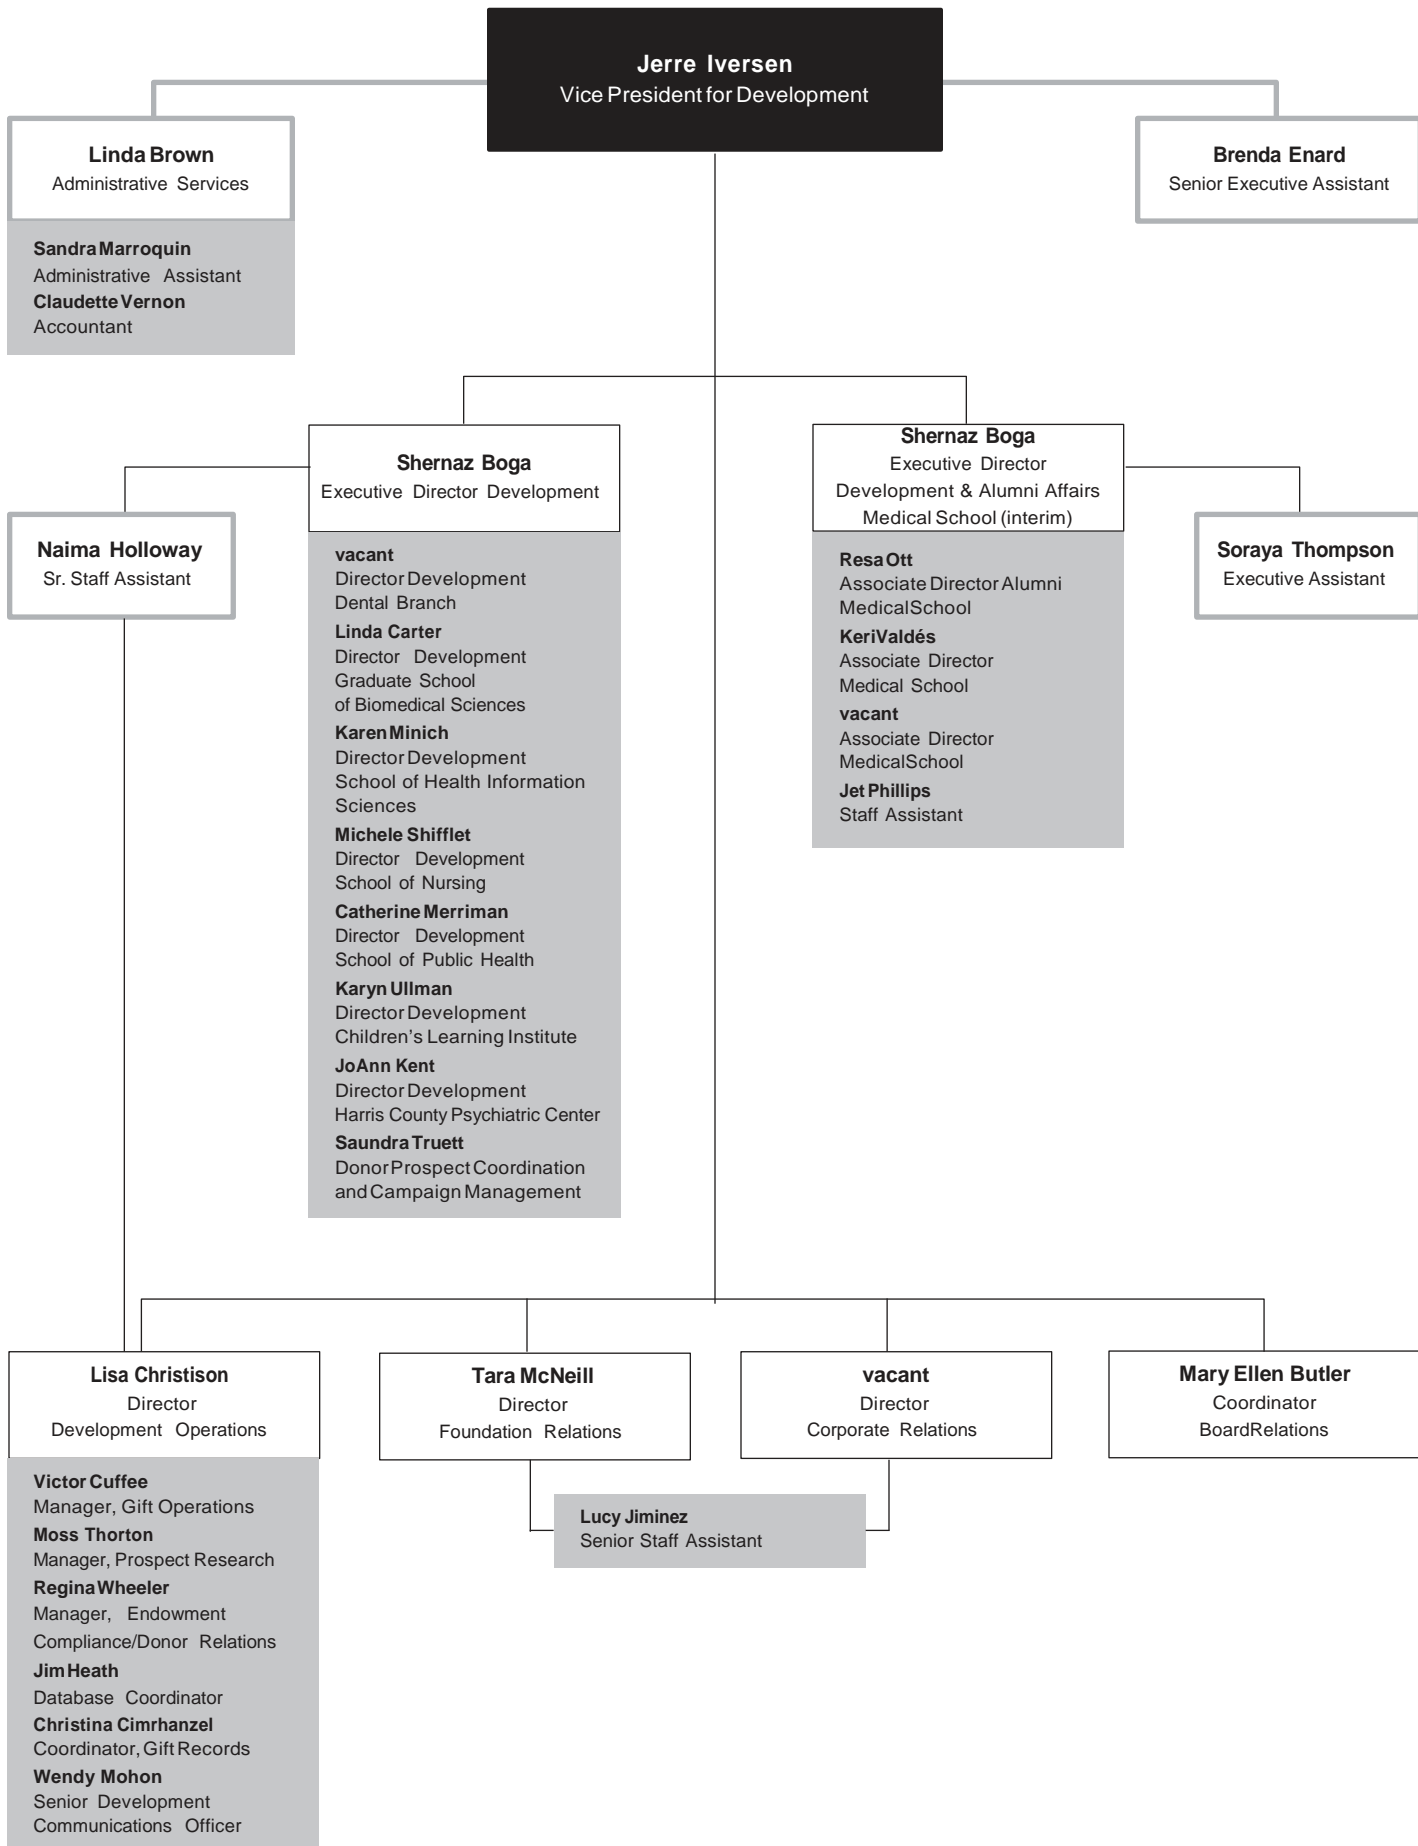 Jerre Iversen
Vice President for Development
Linda Brown
Administrative Services
Sandra Marroquin
Administrative Assistant
Claudette Vernon
Accountant
Brenda Enard
Senior Executive Assistant
Shernaz Boga
Executive Director Development
Naima Holloway
Sr. Staff Assistant
vacant
Director Development
Dental Branch
Linda Carter
Director Development
Graduate School
of Biomedical Sciences
Karen Minich
Director Development
School of Health Information
Sciences
Michele Shifflet
Director Development
School of Nursing
Catherine Merriman
Director Development
School of Public Health
Karyn Ullman
Director Development
Children’s Learning Institute
JoAnn Kent
Director Development
Harris County Psychiatric Center
Saundra Truett
Donor Prospect Coordination
and Campaign Management
Shernaz Boga
Executive Director
Development & Alumni Affairs
Medical School (interim)
Resa Ott
Associate Director Alumni
Medical School
Keri Valdés
Associate Director
Medical School
vacant
Associate Director
Medical School
Jet Phillips
Staff Assistant
Soraya Thompson
Executive Assistant
Lisa Christison
Director
Development Operations
Victor Cuffee
Manager, Gift Operations
Moss Thorton
Manager, Prospect Research
Regina Wheeler
Manager, Endowment
Compliance/Donor Relations
Jim Heath
Database Coordinator
Christina Cimrhanzel
Coordinator, Gift Records
Wendy Mohon
Senior Development
Communications Officer
Tara McNeill
Director
Foundation Relations
vacant
Director
Corporate Relations
Lucy Jiminez
Senior Staff Assistant
Mary Ellen Butler
Coordinator
Board Relations